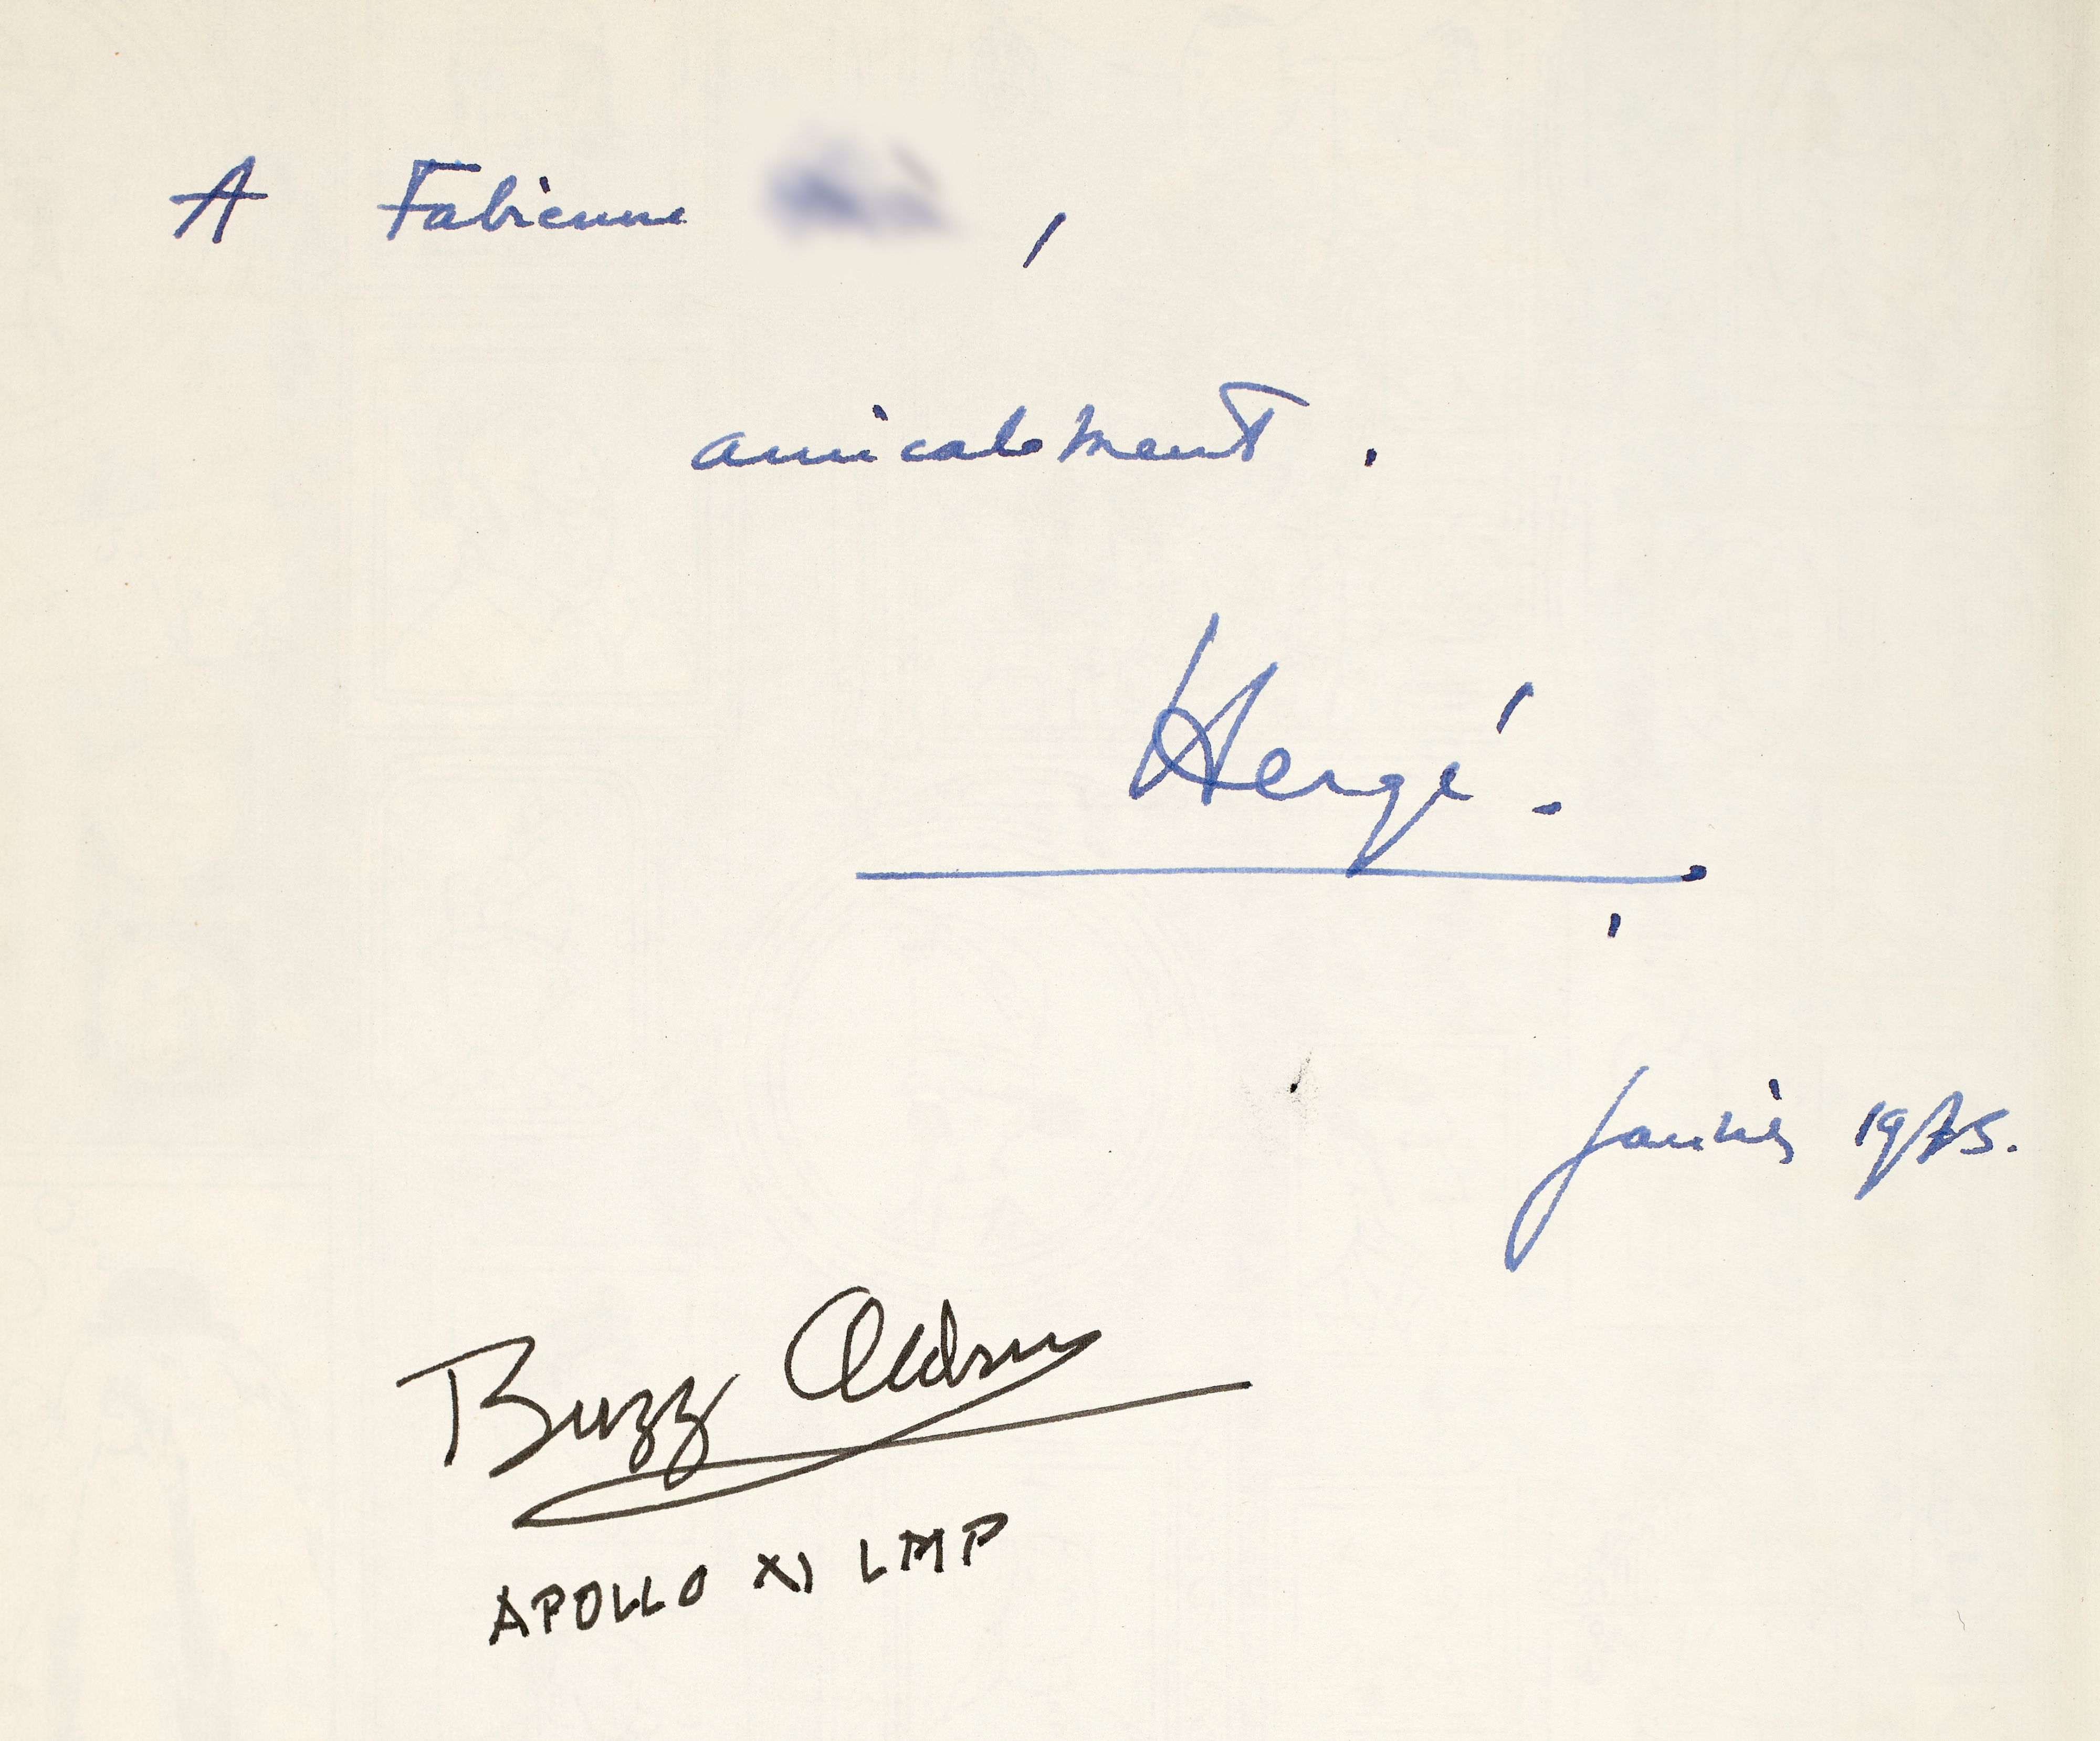 A Fabienne ,
amicalement .
Hergé .
Janvier 1975.
Buzz Aldrin
APOLLO XI LMP